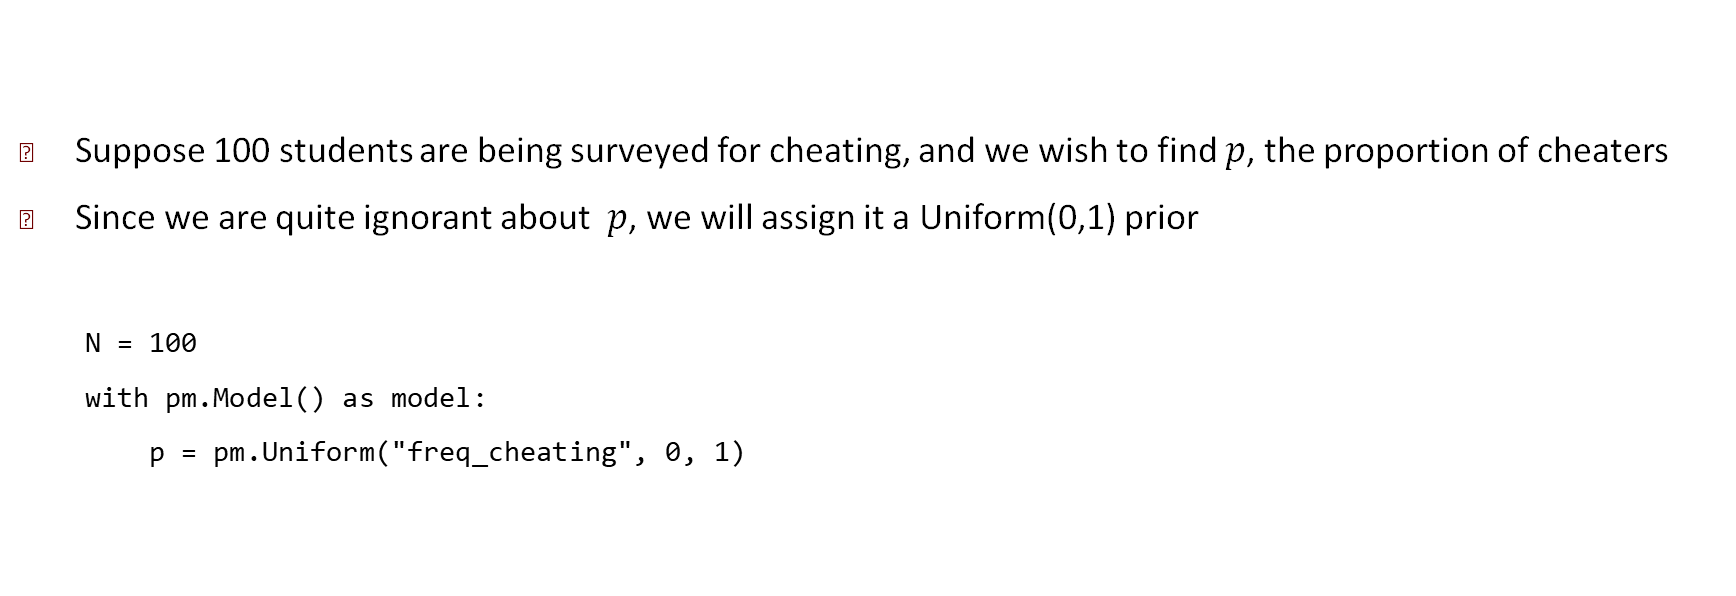 Suppose 100 students are being surveyed for cheating, and we wish to find p, the proportion of cheaters
Since we are quite ignorant about p, we will assign it a Uniform(0,1) prior
N = 100
with pm.Model() as model:
    p = pm.Uniform("freq_cheating", 0, 1)